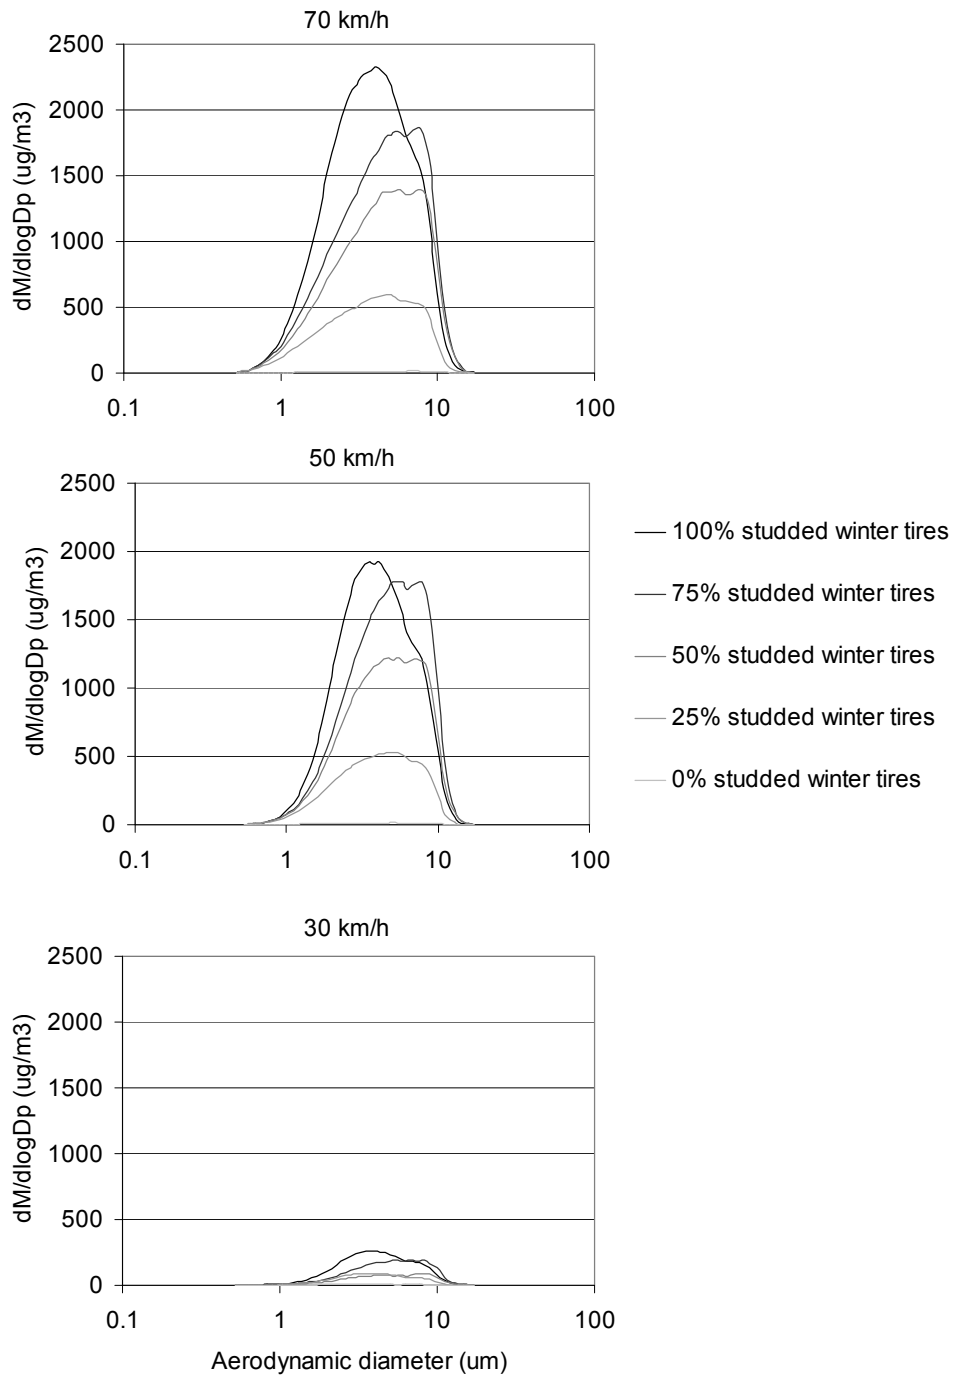 70 km/h
2500
2000
1500
1000
500
0
dM/dlogDp (ug/m3)
0.1 1 10 100
50 km/h
2500
2000
1500
1000
500
0
dM/dlogDp (ug/m3)
0.1 1 10 100
100% studded winter tires
75% studded winter tires
50% studded winter tires
25% studded winter tires
0% studded winter tires
30 km/h
2500
2000
1500
1000
500
0
dM/dlogDp (ug/m3)
0.1 1 10 100
Aerodynamic diameter (um)